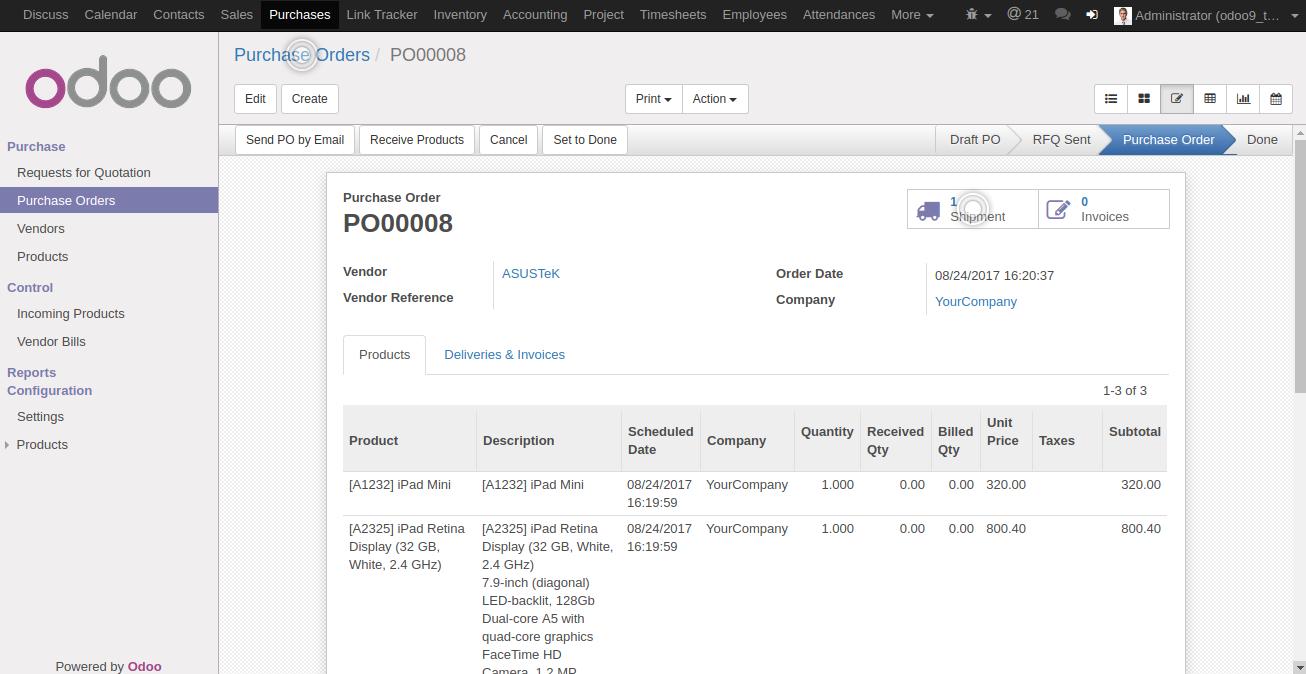 Discuss Calendar Contacts Sales Purchases Link Tracker Inventory Accounting Project Timesheets Employees Attendances More @ 21 Administrator (odoo9_t...
odoo
Purchase Orders / PO00008
Edit Create Print Action
Send PO by Email Receive Products Cancel Set to Done Draft PO RFQ Sent Purchase Order Done
Purchase
Requests for Quotation
Purchase Orders
Vendors
Products
Control
Incoming Products
Vendor Bills
Reports
Configuration
Settings
Products
Powered by Odoo
Purchase Order
PO00008
1
Shipment
0
Invoices
Vendor ASUSTeK
Vendor Reference
Order Date 08/24/2017 16:20:37
Company YourCompany
Products Deliveries & Invoices
1-3 of 3
Product Description Scheduled Date Company Quantity Received Qty Billed Qty Unit Price Taxes Subtotal
[A1232] iPad Mini [A1232] iPad Mini 08/24/2017 YourCompany 1.000 0.00 0.00 320.00 320.00
16:19:59
[A2325] iPad Retina [A2325] iPad Retina 08/24/2017 YourCompany 1.000 0.00 0.00 800.40 800.40
Display (32 GB, Display (32 GB, White, 16:19:59
White, 2.4 GHz) 2.4 GHz)
7.9-inch (diagonal)
LED-backlit, 128Gb
Dual-core A5 with
quad-core graphics
FaceTime HD
Camera, 1.2 MP